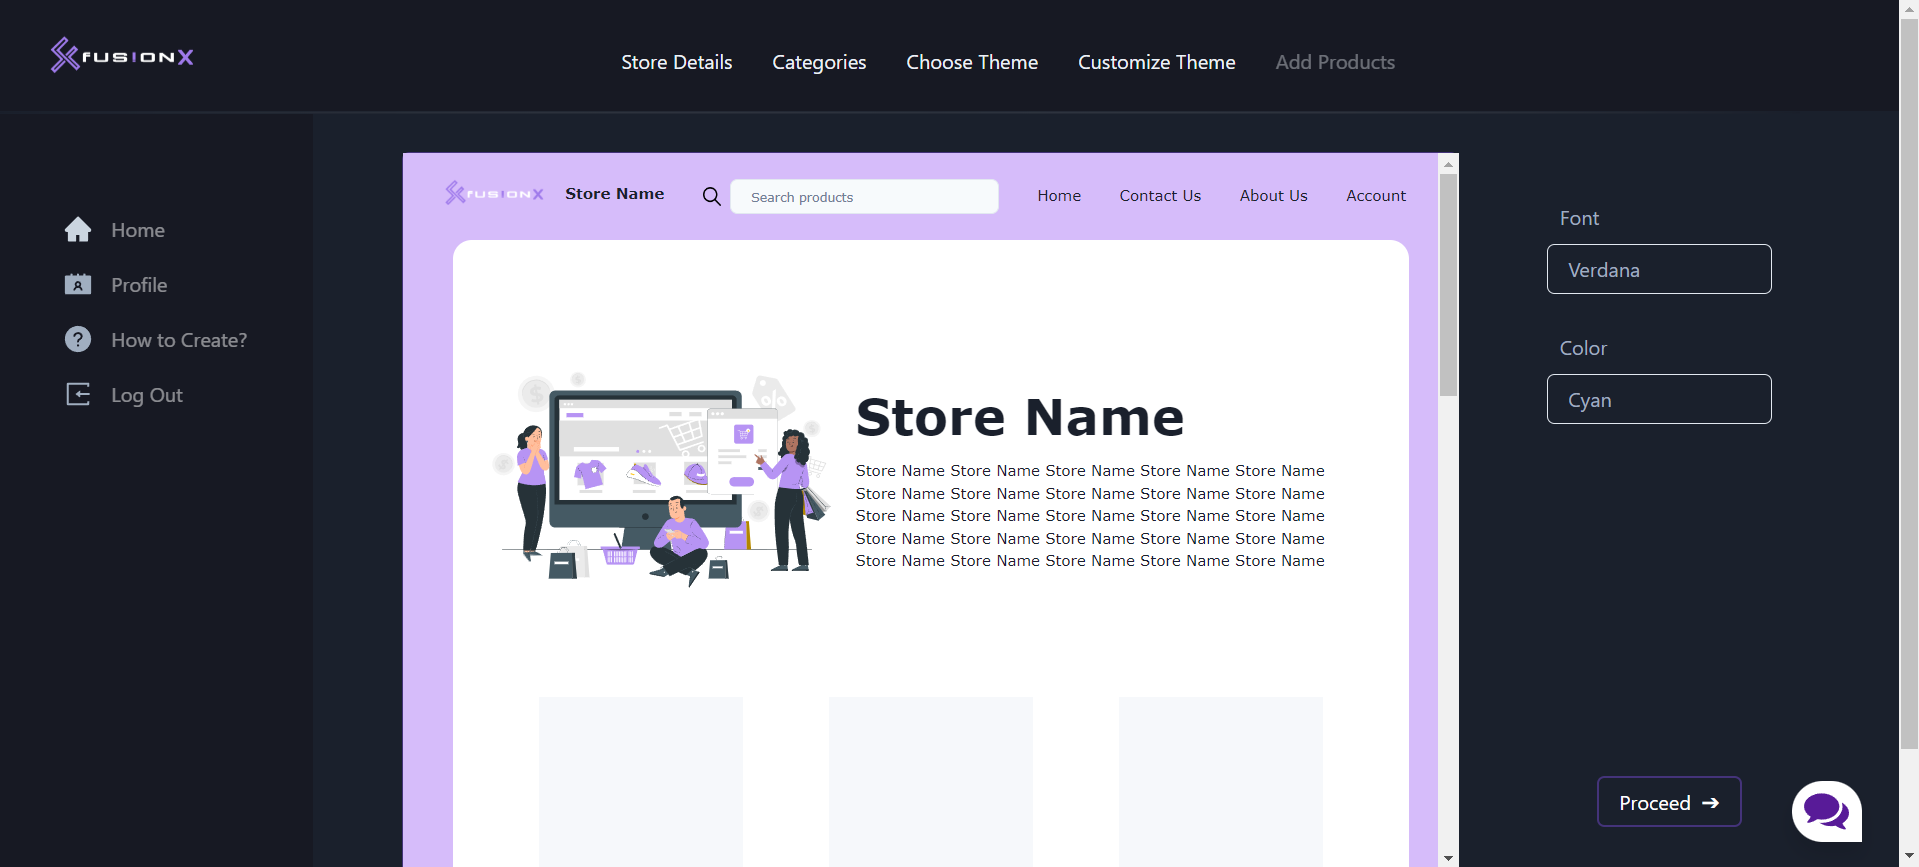 fusionX
Store Details Categories Choose Theme Customize Theme Add Products
Home
Profile
How to Create?
Log Out
fusionX Store Name Search products Home Contact Us About Us Account
Store Name
Store Name Store Name Store Name Store Name Store Name
Store Name Store Name Store Name Store Name Store Name
Store Name Store Name Store Name Store Name Store Name
Store Name Store Name Store Name Store Name Store Name
Store Name Store Name Store Name Store Name Store Name
Font
Verdana
Color
Cyan
Proceed ➔